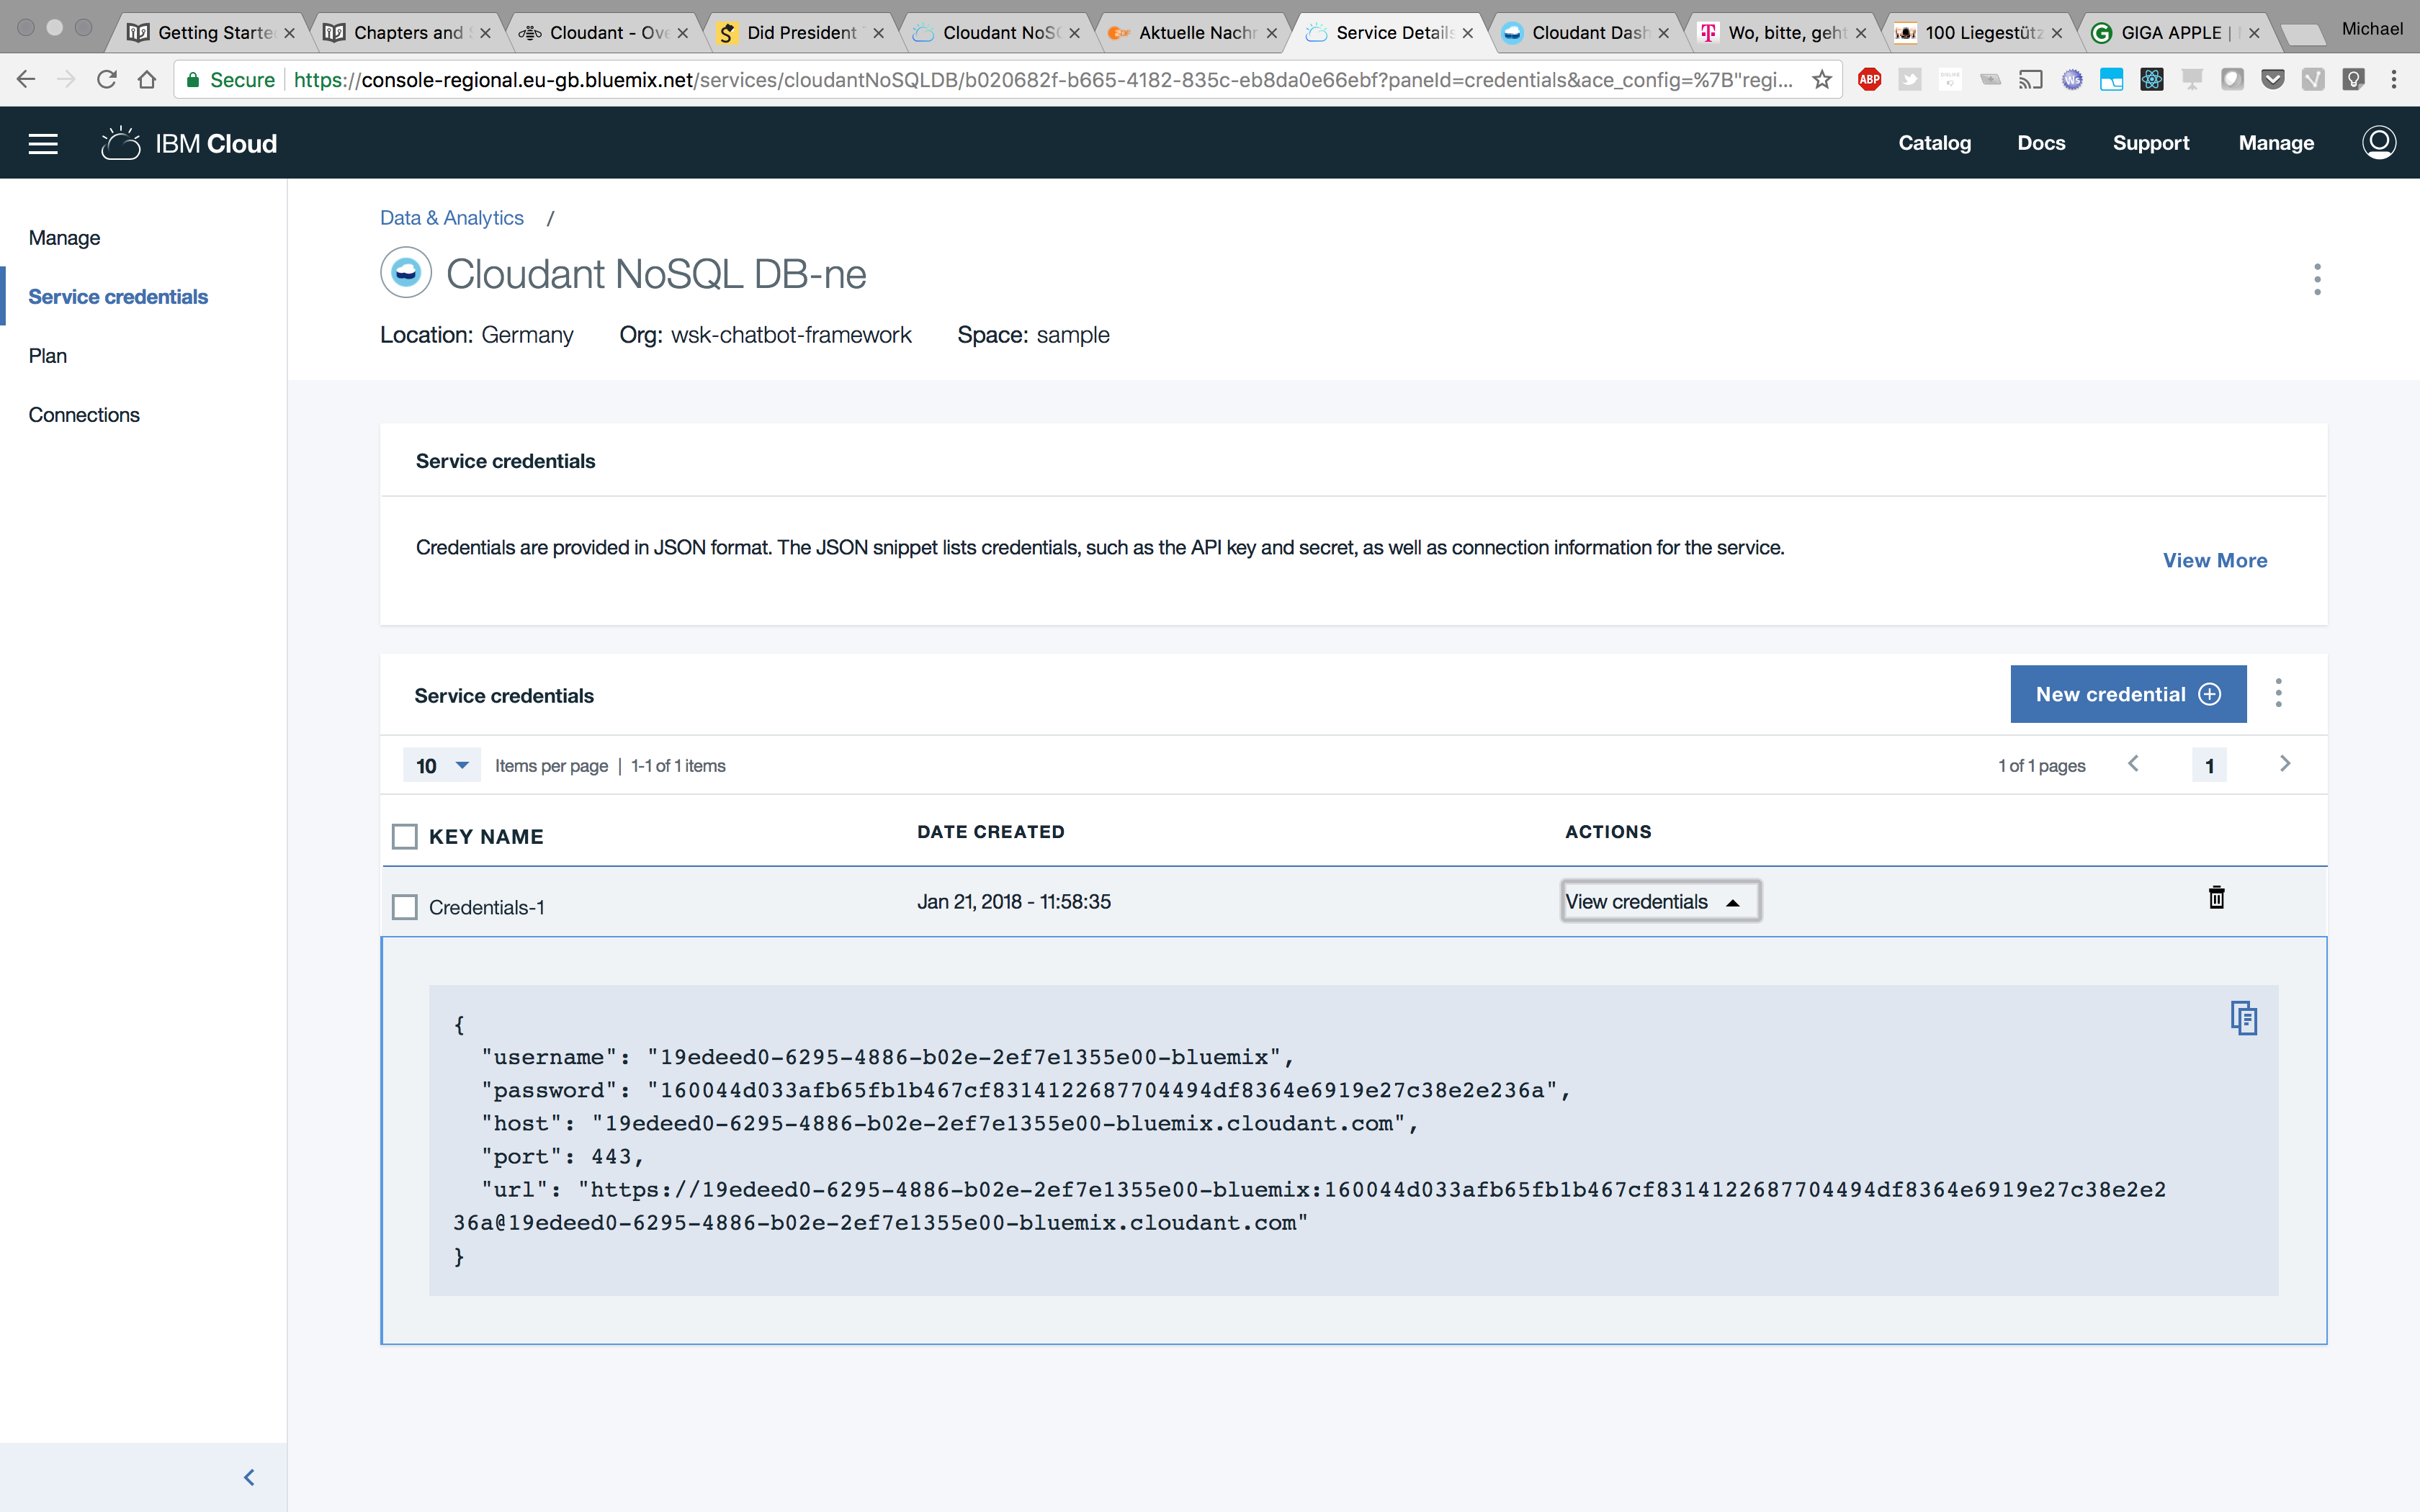 Getting Starte
Chapters and S
Cloudant - Ove
Did President T
Cloudant NoSQ
Aktuelle Nachr
Service Details
Cloudant Dash
Wo, bitte, geht
100 Liegestütz
GIGA APPLE |
Michael
Secure
https://console-regional.eu-gb.bluemix.net/services/cloudantNoSQLDB/b020682f-b665-4182-835c-eb8da0e66ebf?paneId=credentials&ace_config=%7B"regi...
ABP
IBM Cloud
Catalog
Docs
Support
Manage
Manage
Service credentials
Plan
Connections
Data & Analytics /
Cloudant NoSQL DB-ne
Location: Germany Org: wsk-chatbot-framework Space: sample
Service credentials
Credentials are provided in JSON format. The JSON snippet lists credentials, such as the API key and secret, as well as connection information for the service.
View More
Service credentials
New credential
10 Items per page | 1-1 of 1 items
1 of 1 pages
1
KEY NAME DATE CREATED ACTIONS
Credentials-1 Jan 21, 2018 - 11:58:35 View credentials
{
"username": "19edeed0-6295-4886-b02e-2ef7e1355e00-bluemix",
"password": "160044d033afb65fb1b467cf8314122687704494df8364e6919e27c38e2e236a",
"host": "19edeed0-6295-4886-b02e-2ef7e1355e00-bluemix.cloudant.com",
"port": 443,
"url": "https://19edeed0-6295-4886-b02e-2ef7e1355e00-bluemix:160044d033afb65fb1b467cf8314122687704494df8364e6919e27c38e2e2
36a@19edeed0-6295-4886-b02e-2ef7e1355e00-bluemix.cloudant.com"
}